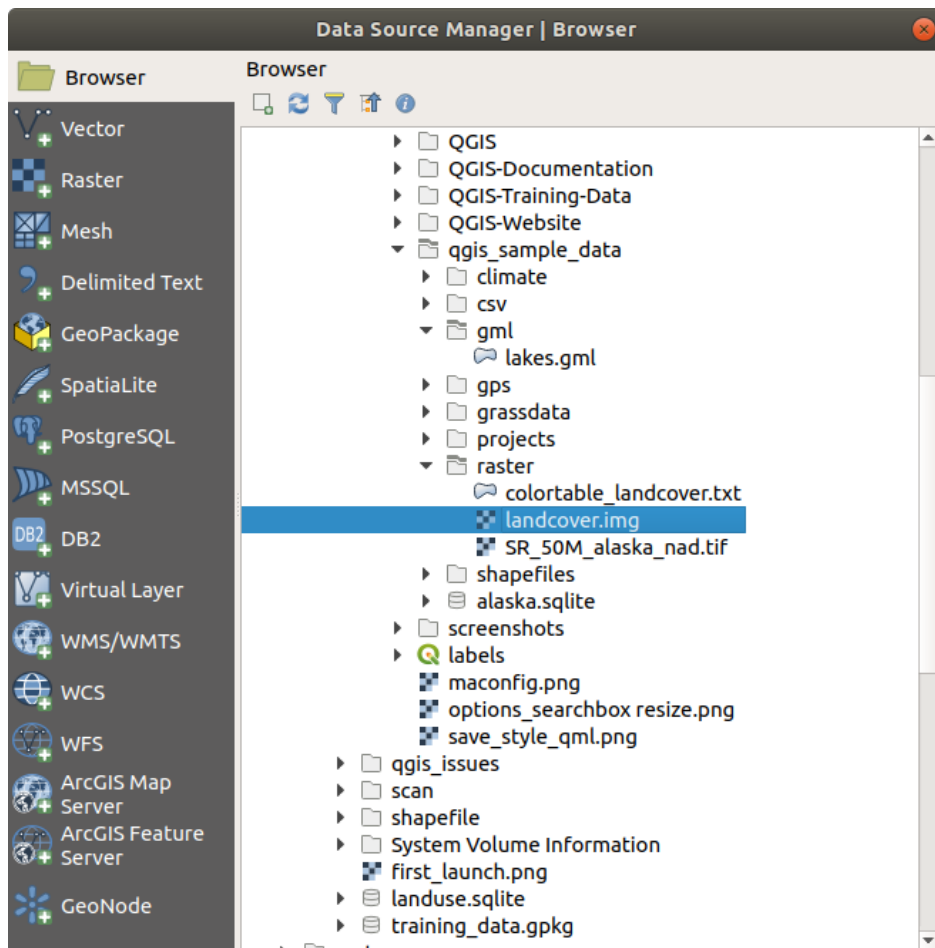 Data Source Manager | Browser
Browser
Vector
Raster
Mesh
Delimited Text
GeoPackage
SpatiaLite
PostgreSQL
MSSQL
DB2
DB2
Virtual Layer
WMS/WMTS
WCS
WFS
ArcGIS Map
Server
ArcGIS Feature
Server
GeoNode
Browser
QGIS
QGIS-Documentation
QGIS-Training-Data
QGIS-Website
qgis_sample_data
climate
csv
gml
lakes.gml
gps
grassdata
projects
raster
colortable_landcover.txt
landcover.img
SR_50M_alaska_nad.tif
shapefiles
alaska.sqlite
screenshots
labels
maconfig.png
options_searchbox resize.png
save_style_qml.png
qgis_issues
scan
shapefile
System Volume Information
first_launch.png
landuse.sqlite
training_data.gpkg